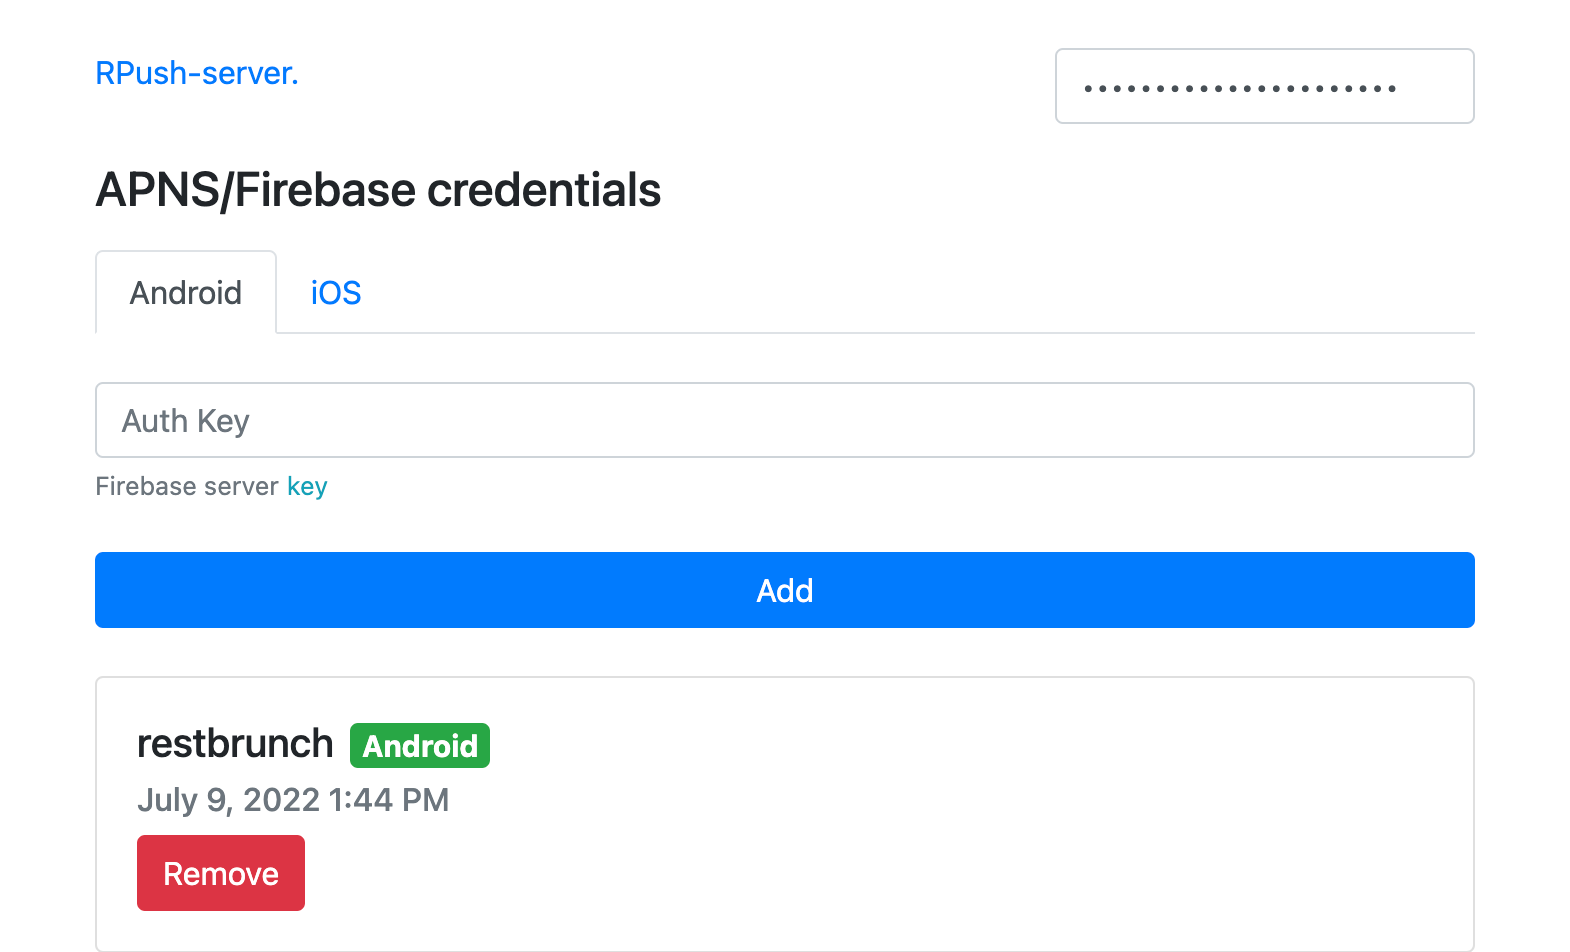 RPush-server.
••••••••••••••••••••••
APNS/Firebase credentials
Android
iOS
Auth Key
Firebase server key
Add
restbrunch Android
July 9, 2022 1:44 PM
Remove